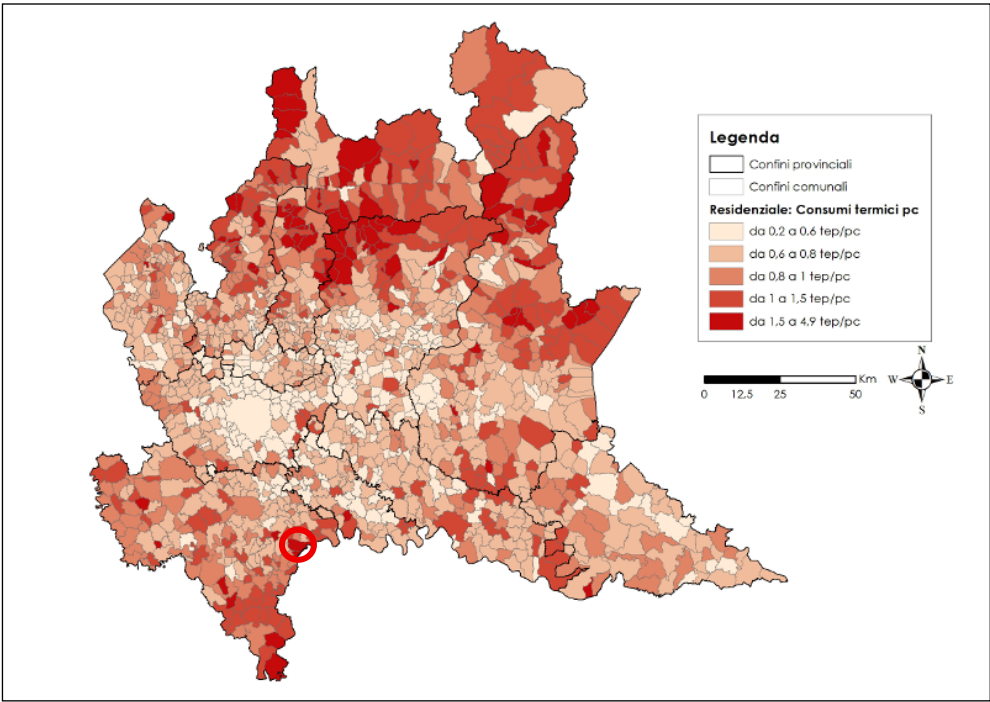 Legenda
Confini provinciali
Confini comunali
Residenziale: Consumi termici pc
da 0,2 a 0,6 tep/pc
da 0,6 a 0,8 tep/pc
da 0,8 a 1 tep/pc
da 1 a 1,5 tep/pc
da 1,5 a 4,9 tep/pc
N
Km W E
0 12,5 25 50
S